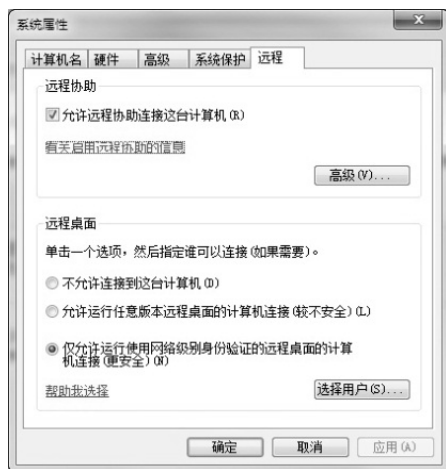 系统属性
计算机名 硬件 高级 系统保护 远程
远程协助
允许远程协助连接这台计算机(R)
有关启用远程协助的信息
高级(V)...
远程桌面
单击一个选项，然后指定谁可以连接(如果需要)。
不允许连接到这台计算机(D)
允许运行任意版本远程桌面的计算机连接(较不安全)(L)
仅允许运行使用网络级别身份验证的远程桌面的计算
机连接(更安全)(N)
帮助我选择
选择用户(S)...
确定 取消 应用(A)